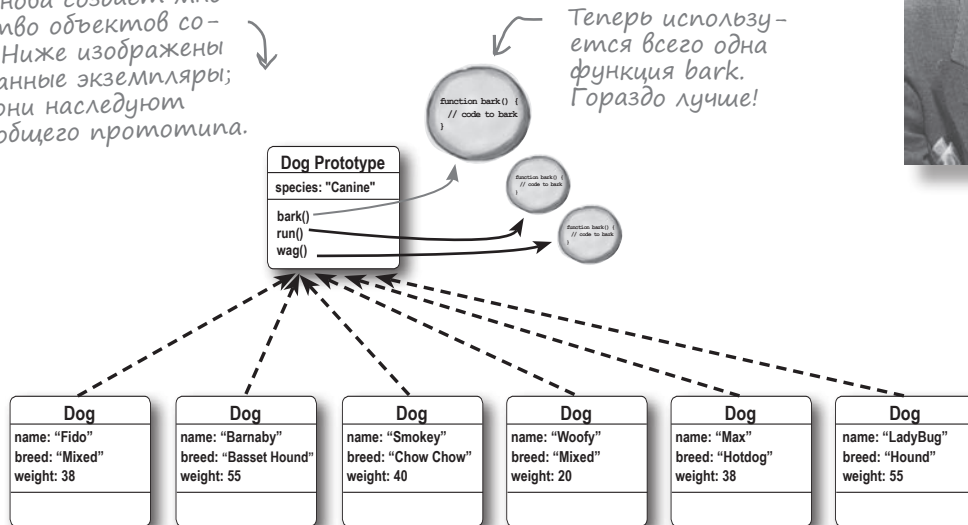 тво объектов со-
Ниже изображены
анные экземпляры;
они наследуют
общего прототипа.
Теперь использу-
ется всего одна
функция bark.
Гораздо лучше!
function bark() {
// code to bark
}
function bark() {
// code to bark
}
function bark() {
// code to bark
}
Dog Prototype
species: "Canine"
bark()
run()
wag()
Dog
name: “Fido”
breed: “Mixed”
weight: 38
Dog
name: “Barnaby”
breed: “Basset Hound”
weight: 55
Dog
name: “Smokey”
breed: “Chow Chow”
weight: 40
Dog
name: “Woofy”
breed: “Mixed”
weight: 20
Dog
name: “Max”
breed: “Hotdog”
weight: 38
Dog
name: “LadyBug”
breed: “Hound”
weight: 55